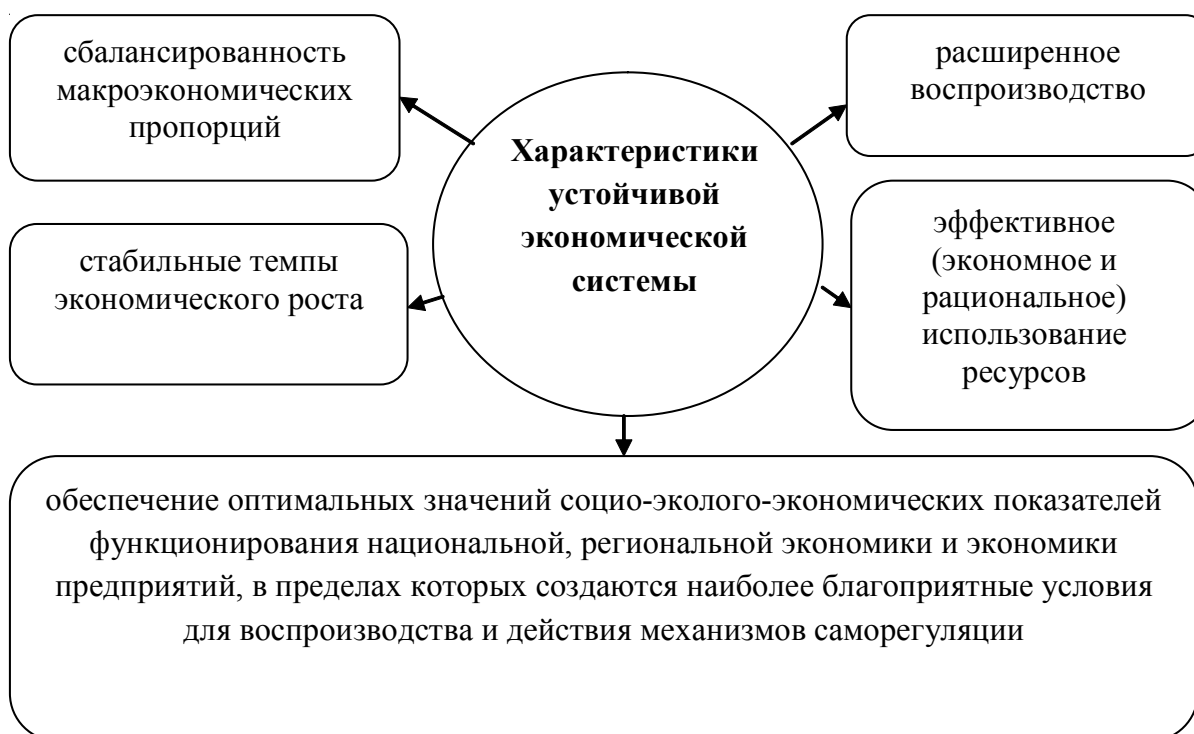 сбалансированность
макроэкономических
пропорций
расширенное
воспроизводство
Характеристики
устойчивой
экономической
системы
стабильные темпы
экономического роста
эффективное
(экономное и
рациональное)
использование
ресурсов
обеспечение оптимальных значений социо-эколого-экономических показателей
функционирования национальной, региональной экономики и экономики
предприятий, в пределах которых создаются наиболее благоприятные условия
для воспроизводства и действия механизмов саморегуляции